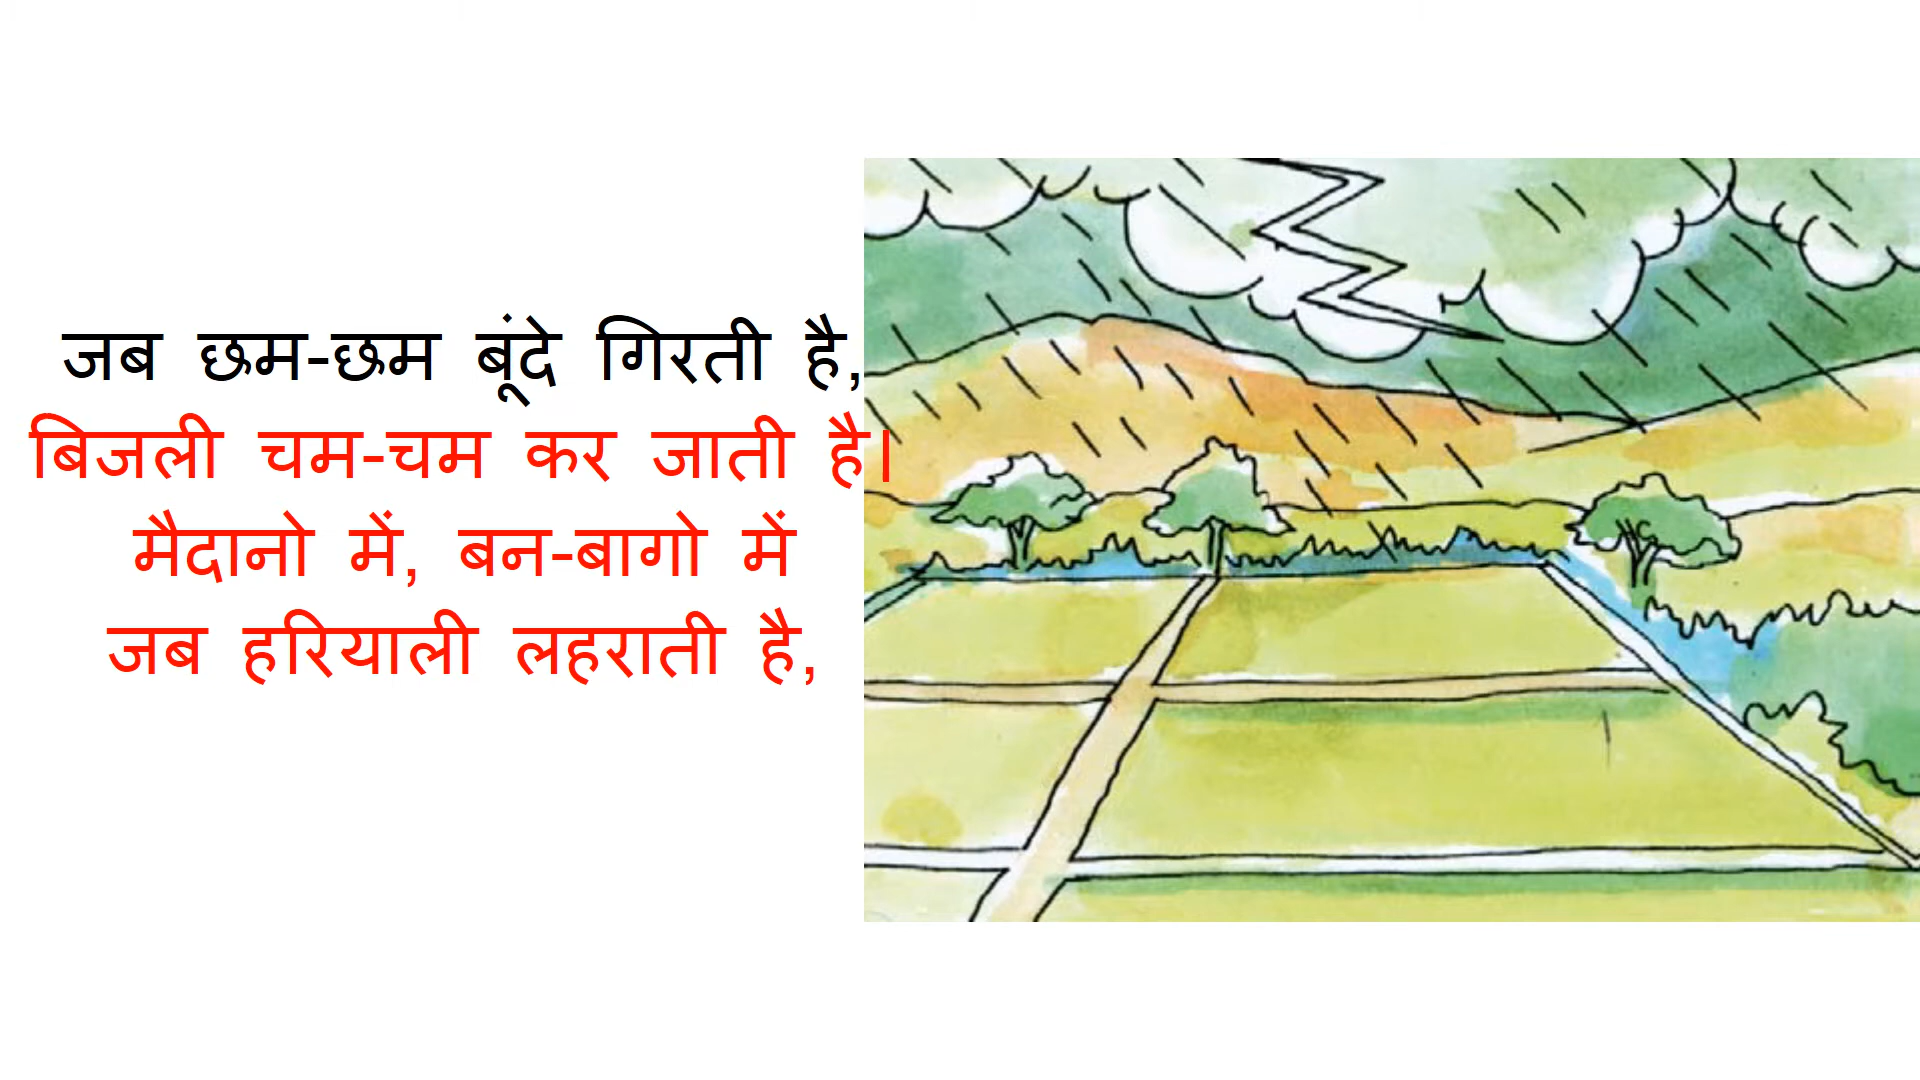 जब छम-छम बूंदे गिरती है,
बिजली चम-चम कर जाती है।
मैदानो में, बन-बागो में
जब हरियाली लहराती है,